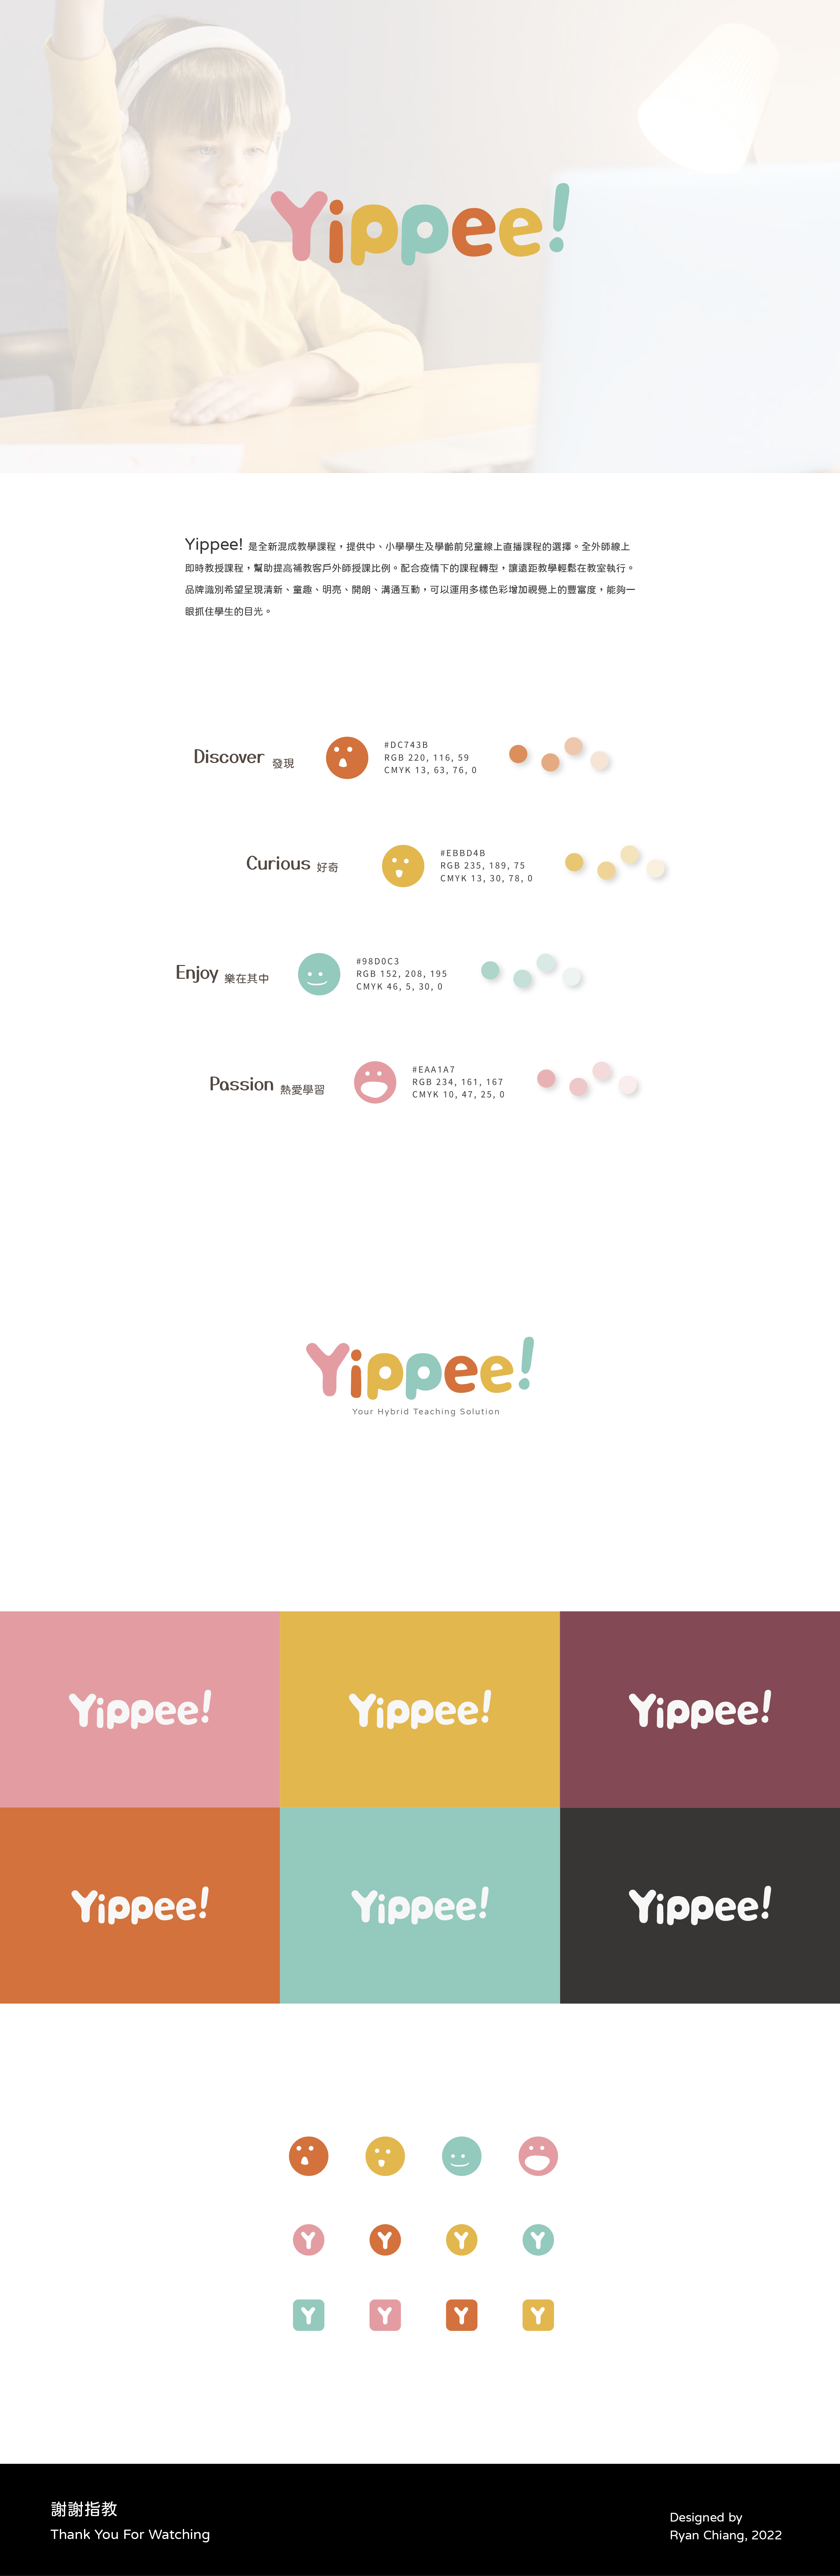 Yippee!
Yippee! 是全新混成教學課程，提供中、小學學生及學齡前兒童線上直播課程的選擇。全外師線上
即時教授課程，幫助提高補教客戶外師授課比例。配合疫情下的課程轉型，讓遠距教學輕鬆在教室執行。
品牌識別希望呈現清新、童趣、明亮、開朗、溝通互動，可以運用多樣色彩增加視覺上的豐富度，能夠一
眼抓住學生的目光。
Discover 發現
#DC743B
RGB 220, 116, 59
CMYK 13, 63, 76, 0
Curious 好奇
#EBBD4B
RGB 235, 189, 75
CMYK 13, 30, 78, 0
Enjoy 樂在其中
#98D0C3
RGB 152, 208, 195
CMYK 46, 5, 30, 0
Passion 熱愛學習
#EAA1A7
RGB 234, 161, 167
CMYK 10, 47, 25, 0
Yippee!
Your Hybrid Teaching Solution
Yippee! Yippee! Yippee!
Yippee! Yippee! Yippee!
Y Y Y Y
Y Y Y Y
謝謝指教
Thank You For Watching
Designed by
Ryan Chiang, 2022